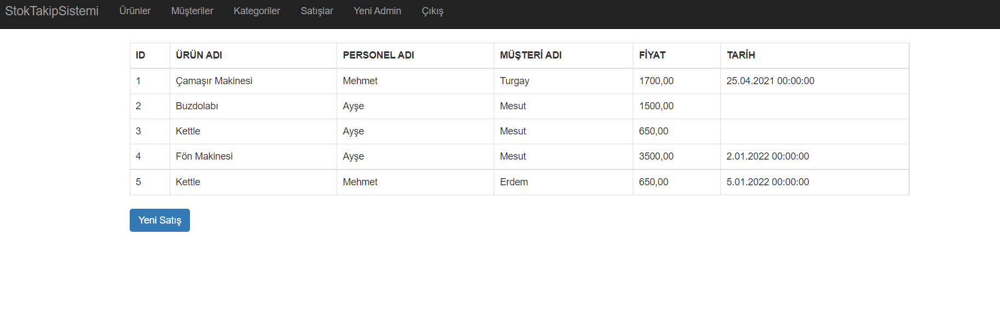 StokTakipSistemi Ürünler Müşteriler Kategoriler Satışlar Yeni Admin Çıkış
ID ÜRÜN ADI PERSONEL ADI MÜŞTERİ ADI FİYAT TARİH
1 Çamaşır Makinesi Mehmet Turgay 1700,00 25.04.2021 00:00:00
2 Buzdolabı Ayşe Mesut 1500,00
3 Kettle Ayşe Mesut 650,00
4 Fön Makinesi Ayşe Mesut 3500,00 2.01.2022 00:00:00
5 Kettle Mehmet Erdem 650,00 5.01.2022 00:00:00
Yeni Satış